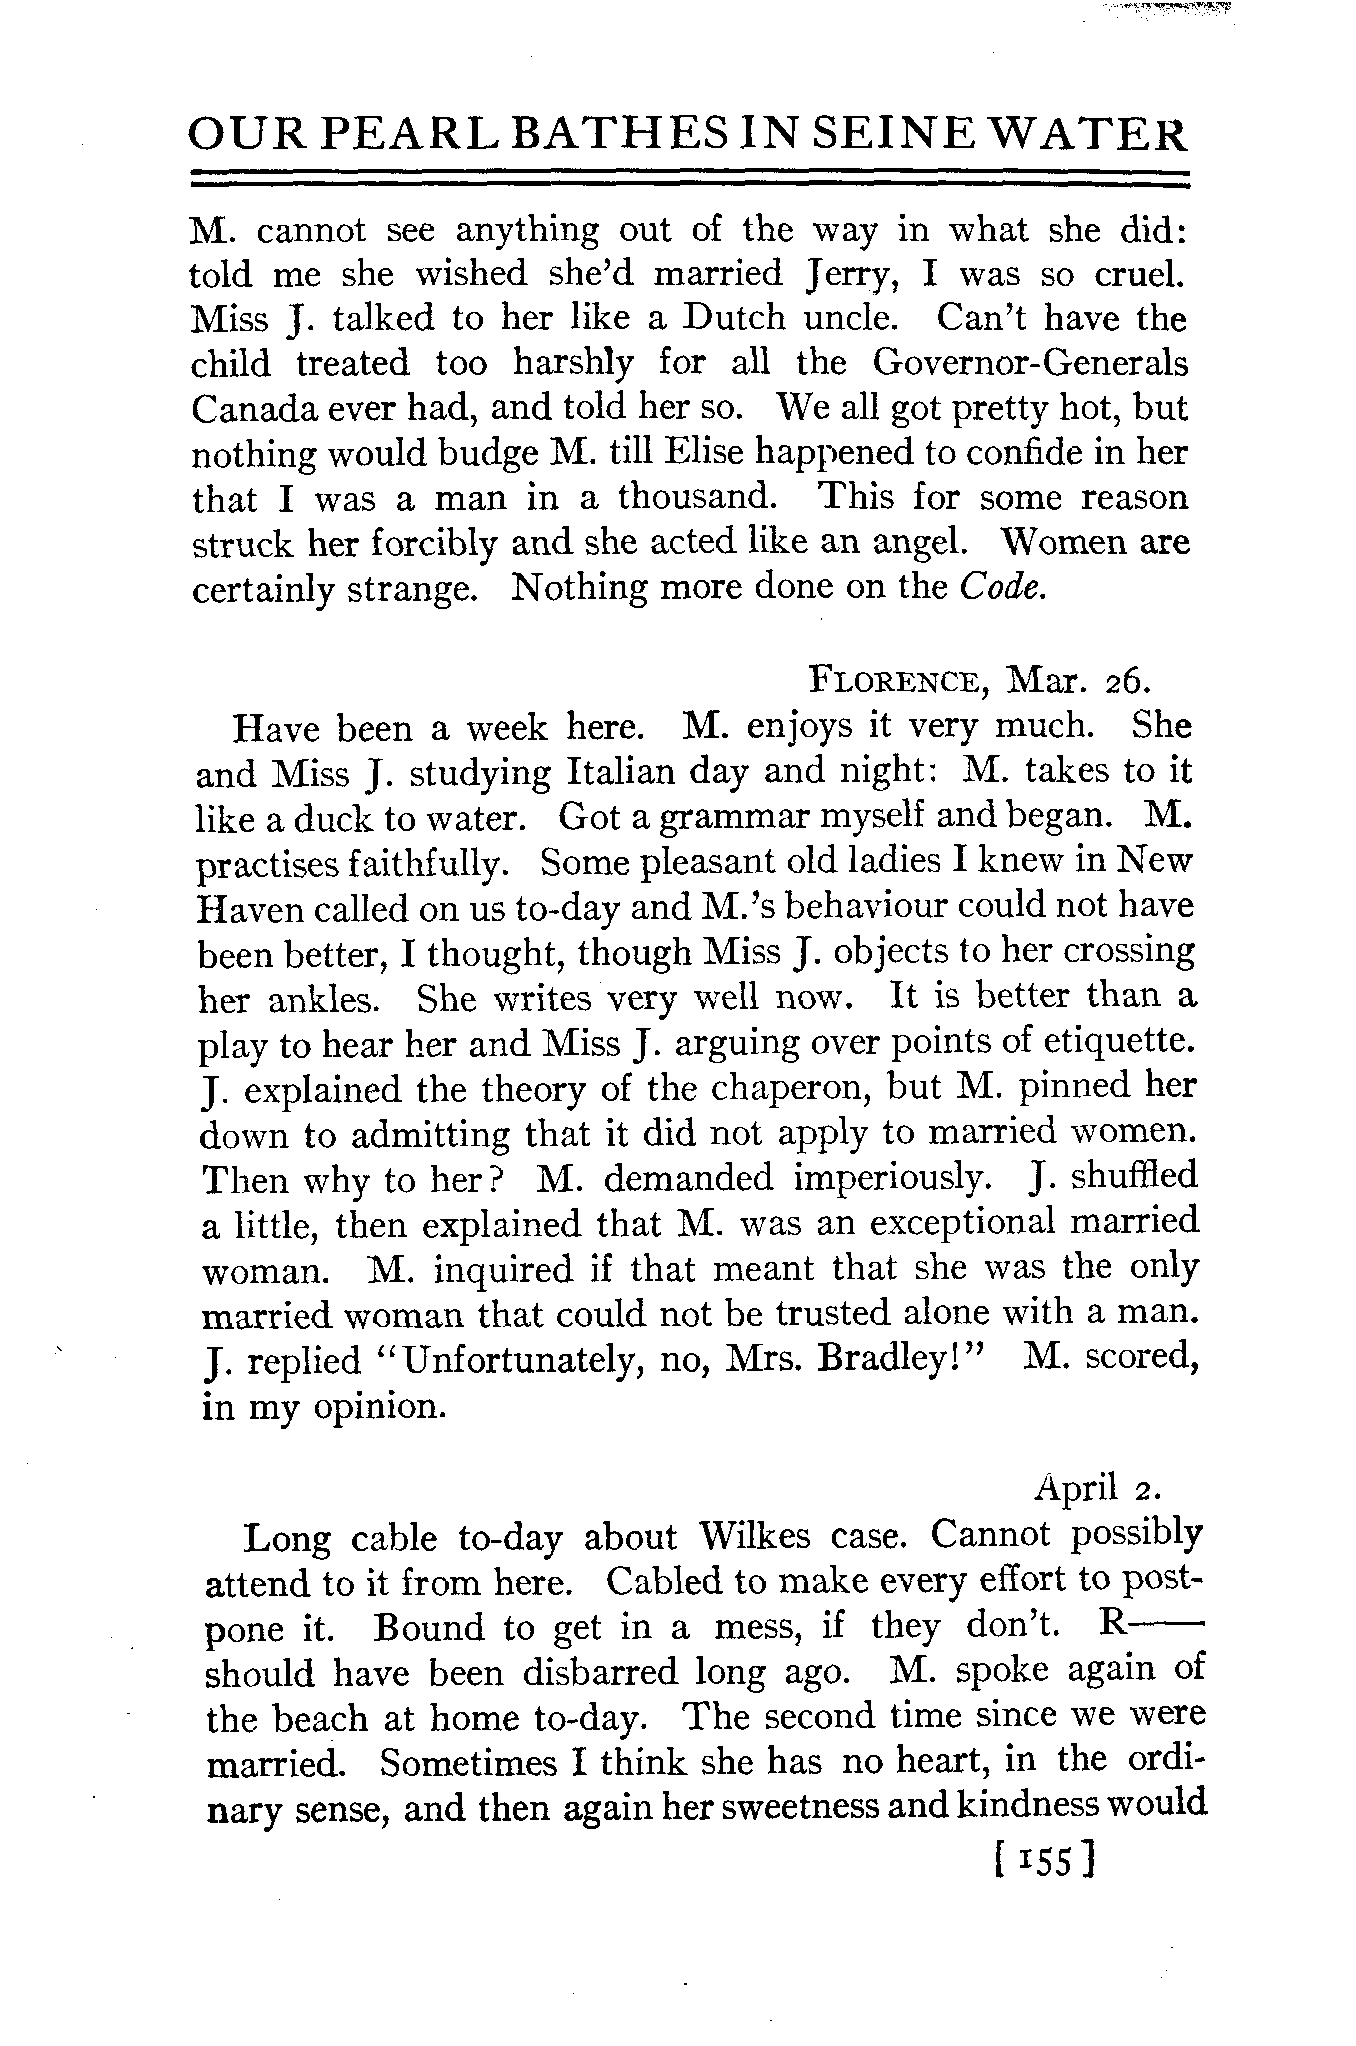 OUR PEARL BATHES IN SEINE WATER
M. cannot see anything out of the way in what she did:
told me she wished she'd married Jerry, I was so cruel.
Miss J. talked to her like a Dutch uncle. Can't have the
child treated too harshly for all the Governor-Generals
Canada ever had, and told her so. We all got pretty hot, but
nothing would budge M. till Elise happened to confide in her
that I was a man in a thousand. This for some reason
struck her forcibly and she acted like an angel. Women are
certainly strange. Nothing more done on the Code.
FLORENCE, Mar. 26.
Have been a week here. M. enjoys it very much. She
and Miss J. studying Italian day and night: M. takes to it
like a duck to water. Got a grammar myself and began. M.
practises faithfully. Some pleasant old ladies I knew in New
Haven called on us to-day and M.'s behaviour could not have
been better, I thought, though Miss J. objects to her crossing
her ankles. She writes very well now. It is better than a
play to hear her and Miss J. arguing over points of etiquette.
J. explained the theory of the chaperon, but M. pinned her
down to admitting that it did not apply to married women.
Then why to her? M. demanded imperiously. J. shuffled
a little, then explained that M. was an exceptional married
woman. M. inquired if that meant that she was the only
married woman that could not be trusted alone with a man.
J. replied "Unfortunately, no, Mrs. Bradley!" M. scored,
in my opinion.
April 2.
Long cable to-day about Wilkes case. Cannot possibly
attend to it from here. Cabled to make every effort to post-
pone it. Bound to get in a mess, if they don't. R——
should have been disbarred long ago. M. spoke again of
the beach at home to-day. The second time since we were
married. Sometimes I think she has no heart, in the ordi-
nary sense, and then again her sweetness and kindness would
[ 155 ]